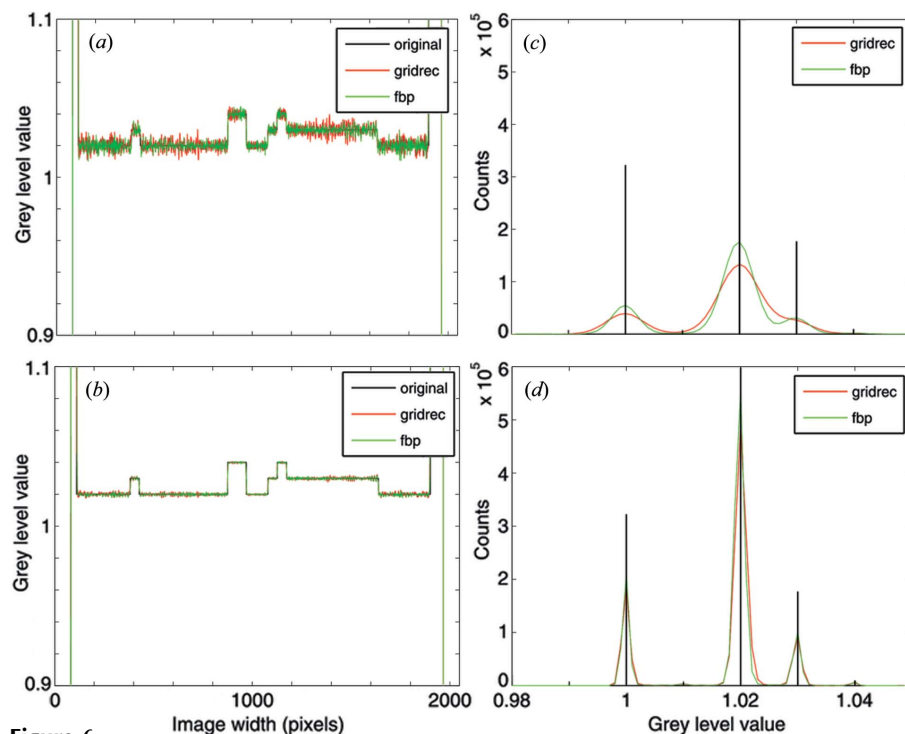 1.1
(a)
original
gridrec
fbp
Grey level value
1
0.9
x 10^5
6
(c)
gridrec
fbp
5
4
Counts
3
2
1
0
1.1
(b)
original
gridrec
fbp
Grey level value
1
0.9
0
1000
2000
Image width (pixels)
x 10^5
6
(d)
gridrec
fbp
5
4
Counts
3
2
1
0
0.98
1
1.02
1.04
Grey level value